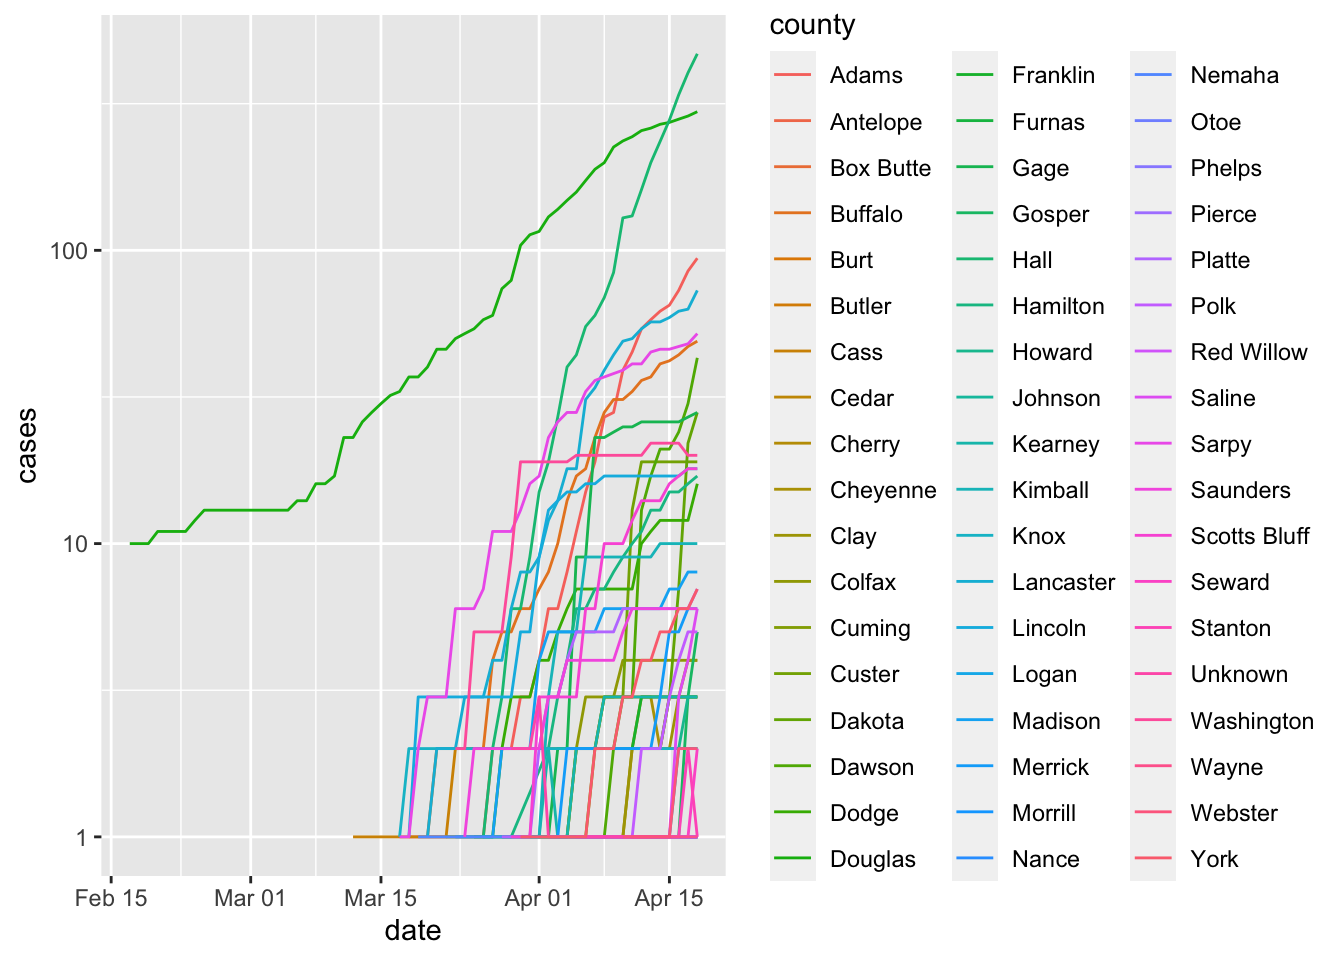 county
Adams
Antelope
Box Butte
Buffalo
Burt
Butler
Cass
Cedar
Cherry
Cheyenne
Clay
Colfax
Cuming
Custer
Dakota
Dawson
Dodge
Douglas
Franklin
Furnas
Gage
Gosper
Hall
Hamilton
Howard
Johnson
Kearney
Kimball
Knox
Lancaster
Lincoln
Logan
Madison
Merrick
Morrill
Nance
Nemaha
Otoe
Phelps
Pierce
Platte
Polk
Red Willow
Saline
Sarpy
Saunders
Scotts Bluff
Seward
Stanton
Unknown
Washington
Wayne
Webster
York
cases
100
10
1
Feb 15 Mar 01 Mar 15 Apr 01 Apr 15
date